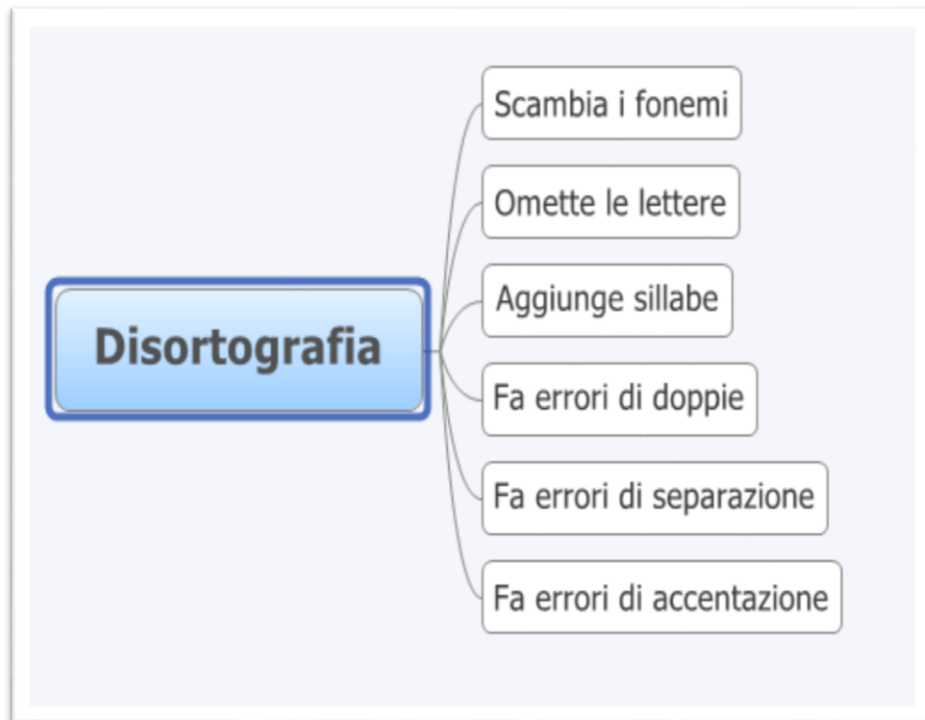 Disortografia
Scambia i fonemi
Omette le lettere
Aggiunge sillabe
Fa errori di doppie
Fa errori di separazione
Fa errori di accentazione